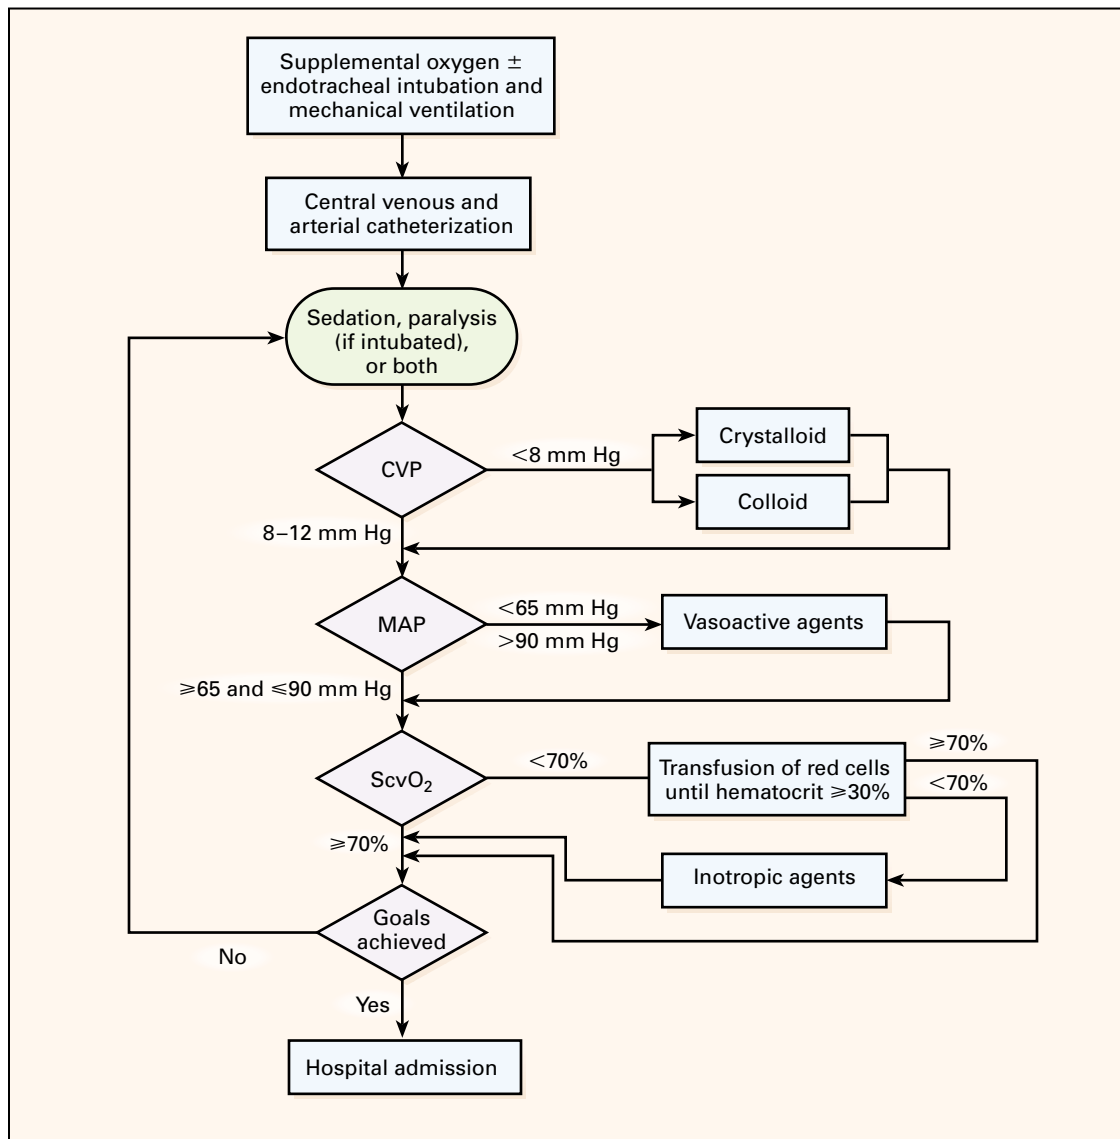 Supplemental oxygen ±
endotracheal intubation and
mechanical ventilation
Central venous and
arterial catheterization
Sedation, paralysis
(if intubated),
or both
CVP
<8 mm Hg
Crystalloid
Colloid
8–12 mm Hg
MAP
<65 mm Hg
>90 mm Hg
Vasoactive agents
⩾65 and ⩽90 mm Hg
ScvO₂
<70%
Transfusion of red cells
until hematocrit ⩾30%
⩾70%
<70%
⩾70%
Inotropic agents
Goals
achieved
No
Yes
Hospital admission